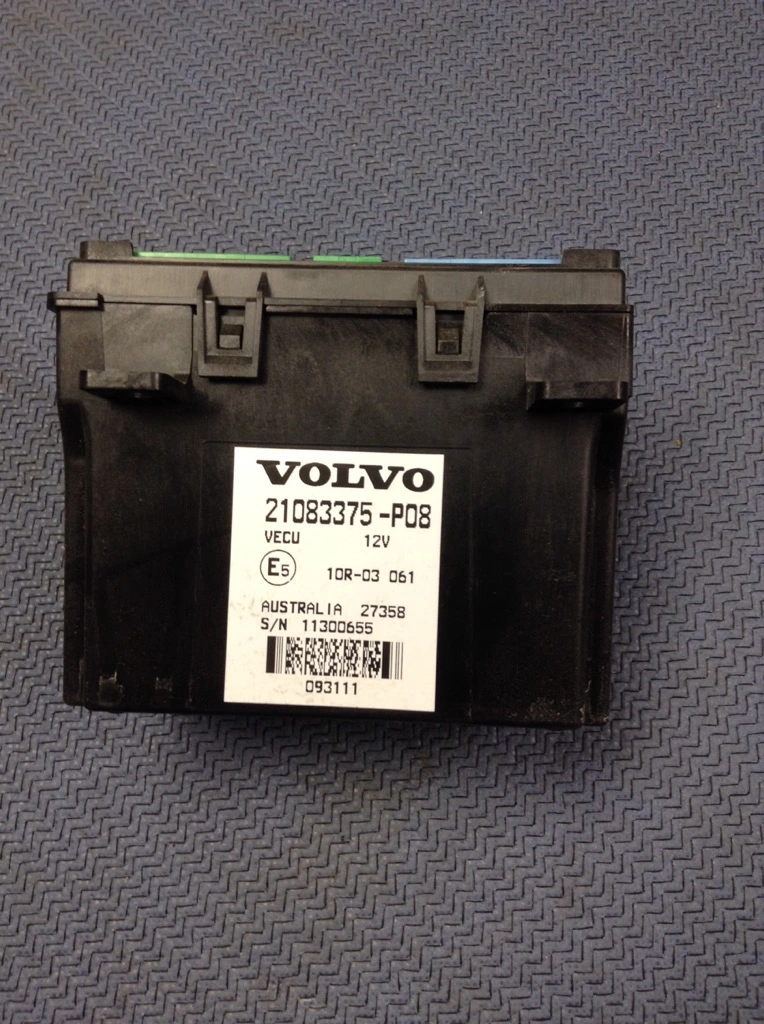 VOLVO
21083375-P08
VECU 12V
E5 10R-03 061
AUSTRALIA 27358
S/N 11300655
093111